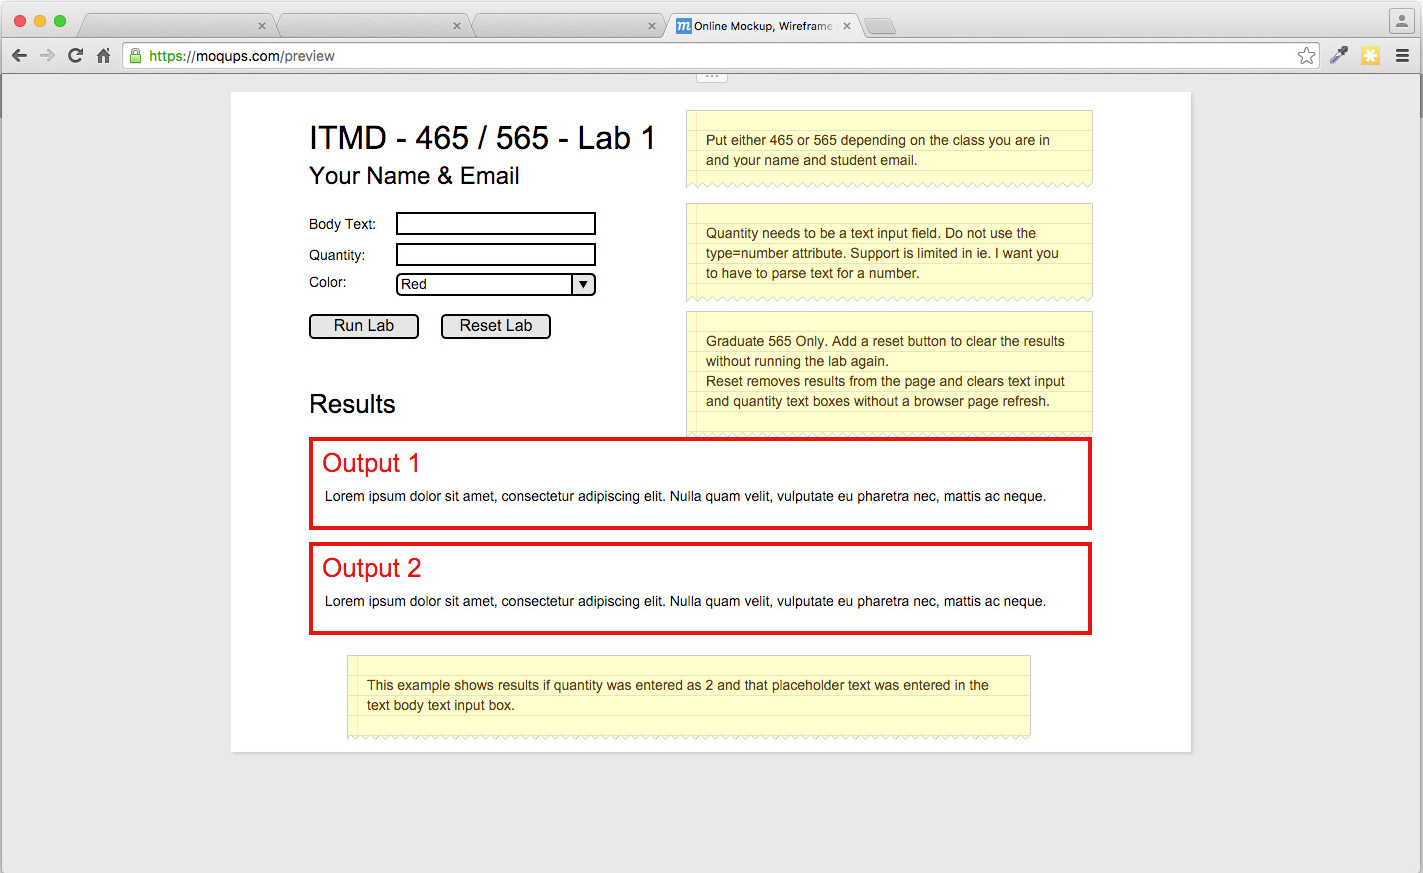 Online Mockup, Wireframe
https://moqups.com/preview
ITMD - 465 / 565 - Lab 1
Your Name & Email
Put either 465 or 565 depending on the class you are in
and your name and student email.
Body Text:
Quantity:
Color:
Red
Quantity needs to be a text input field. Do not use the
type=number attribute. Support is limited in ie. I want you
to have to parse text for a number.
Run Lab
Reset Lab
Graduate 565 Only. Add a reset button to clear the results
without running the lab again.
Reset removes results from the page and clears text input
and quantity text boxes without a browser page refresh.
Results
Output 1
Lorem ipsum dolor sit amet, consectetur adipiscing elit. Nulla quam velit, vulputate eu pharetra nec, mattis ac neque.
Output 2
Lorem ipsum dolor sit amet, consectetur adipiscing elit. Nulla quam velit, vulputate eu pharetra nec, mattis ac neque.
This example shows results if quantity was entered as 2 and that placeholder text was entered in the
text body text input box.